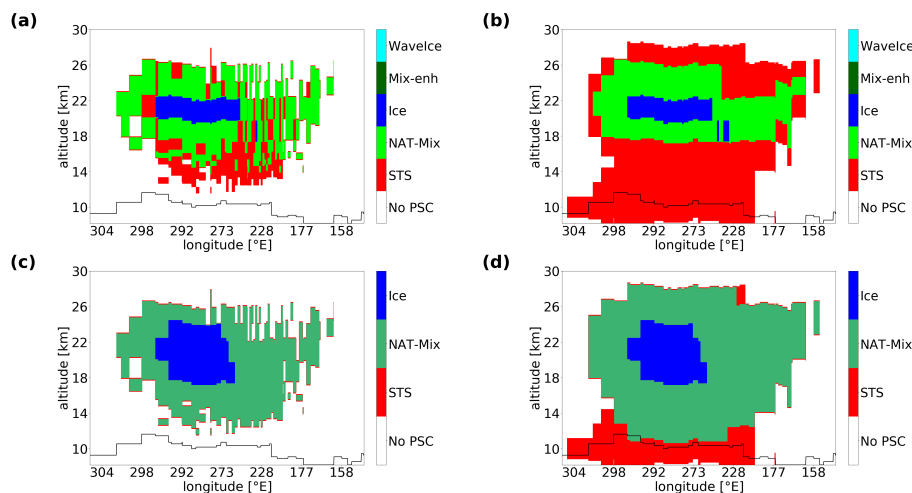 (a)
30
26
22
18
14
10
altitude [km]
304 298 292 273 228 177 158
longitude [°E]
WaveIce
Mix-enh
Ice
NAT-Mix
STS
No PSC
(b)
30
26
22
18
14
10
altitude [km]
304 298 292 273 228 177 158
longitude [°E]
WaveIce
Mix-enh
Ice
NAT-Mix
STS
No PSC
(c)
30
26
22
18
14
10
altitude [km]
304 298 292 273 228 177 158
longitude [°E]
Ice
NAT-Mix
STS
No PSC
(d)
30
26
22
18
14
10
altitude [km]
304 298 292 273 228 177 158
longitude [°E]
Ice
NAT-Mix
STS
No PSC